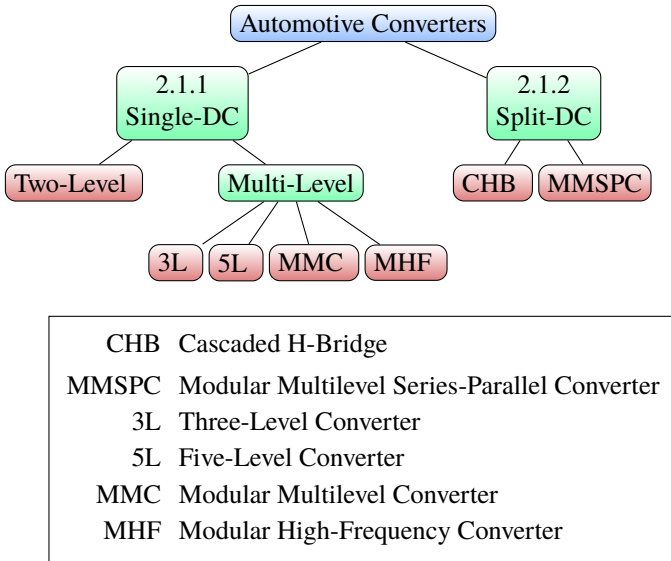 Automotive Converters
2.1.1
Single-DC
2.1.2
Split-DC
Two-Level
Multi-Level
CHB
MMSPC
3L
5L
MMC
MHF
CHB Cascaded H-Bridge
MMSPC Modular Multilevel Series-Parallel Converter
3L Three-Level Converter
5L Five-Level Converter
MMC Modular Multilevel Converter
MHF Modular High-Frequency Converter